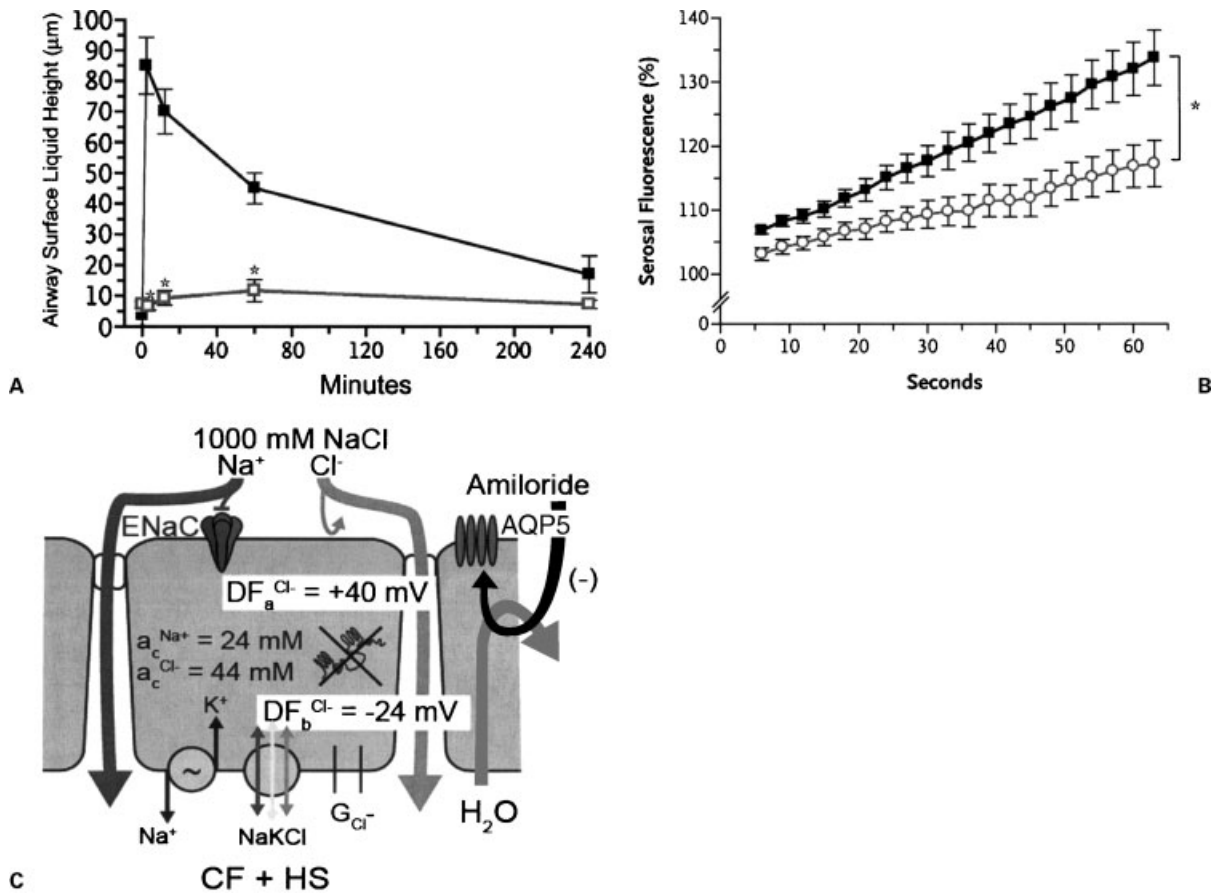 100
90
80
70
60
50
40
30
20
10
0
Airway Surface Liquid Height (μm)
*
*
*
0 40 80 120 160 200 240
Minutes
A
140
130
120
110
100
0
Serosal Fluorescence (%)
*
0 10 20 30 40 50 60
Seconds
B
1000 mM NaCl
Na⁺ Cl⁻
Amiloride
ENaC
AQP5
(-)
DFₐ^Cl- = +40 mV
a_c^Na+ = 24 mM
a_c^Cl- = 44 mM
K⁺
DF_b^Cl- = -24 mV
~
Na⁺
NaKCl
G_Cl-
H₂O
C
CF + HS